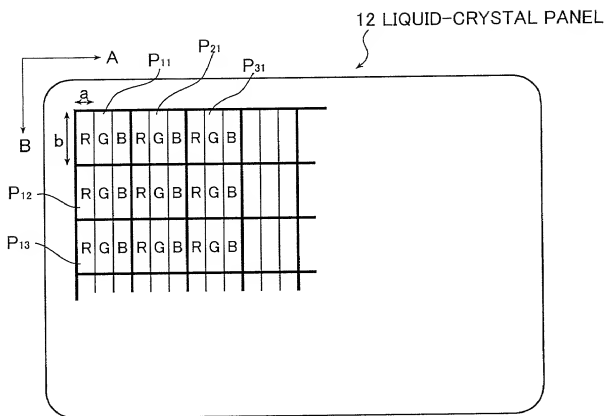 12 LIQUID-CRYSTAL PANEL
A
B
P11 P21 P31
a
b
R G B R G B R G B
P12
R G B R G B R G B
P13
R G B R G B R G B